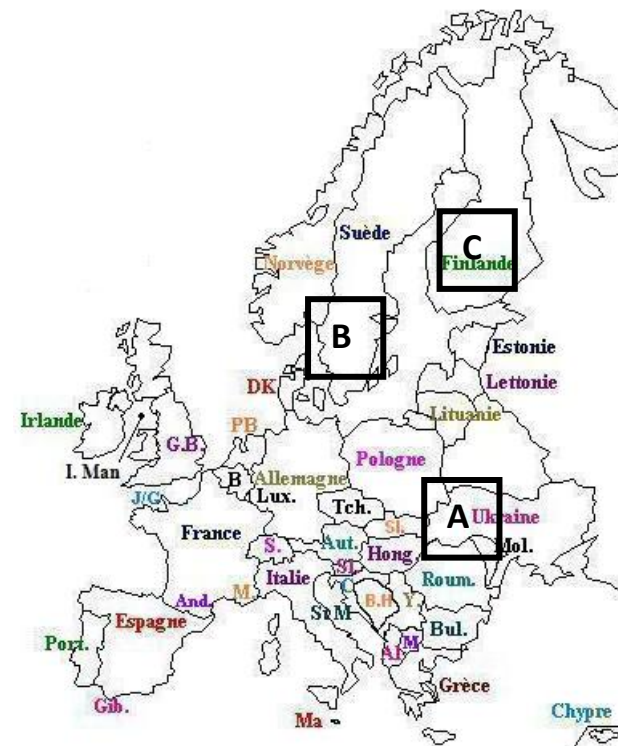 Suède
C
Norvège
Finlande
B
Estonie
DK
Lettonie
Irlande
PB
Lituanie
G.B.
I. Man
Pologne
B
Allemagne
J/G
Lux.
Tch.
A
Ukraine
France
S.
Aut.
Sl.
Hong
Mol.
Italie
Sl.
C
Roum.
And.
M.
St M
B.H
Y.
Port.
Espagne
Bul.
Al
M
Gib.
Grèce
Ma
Chypre